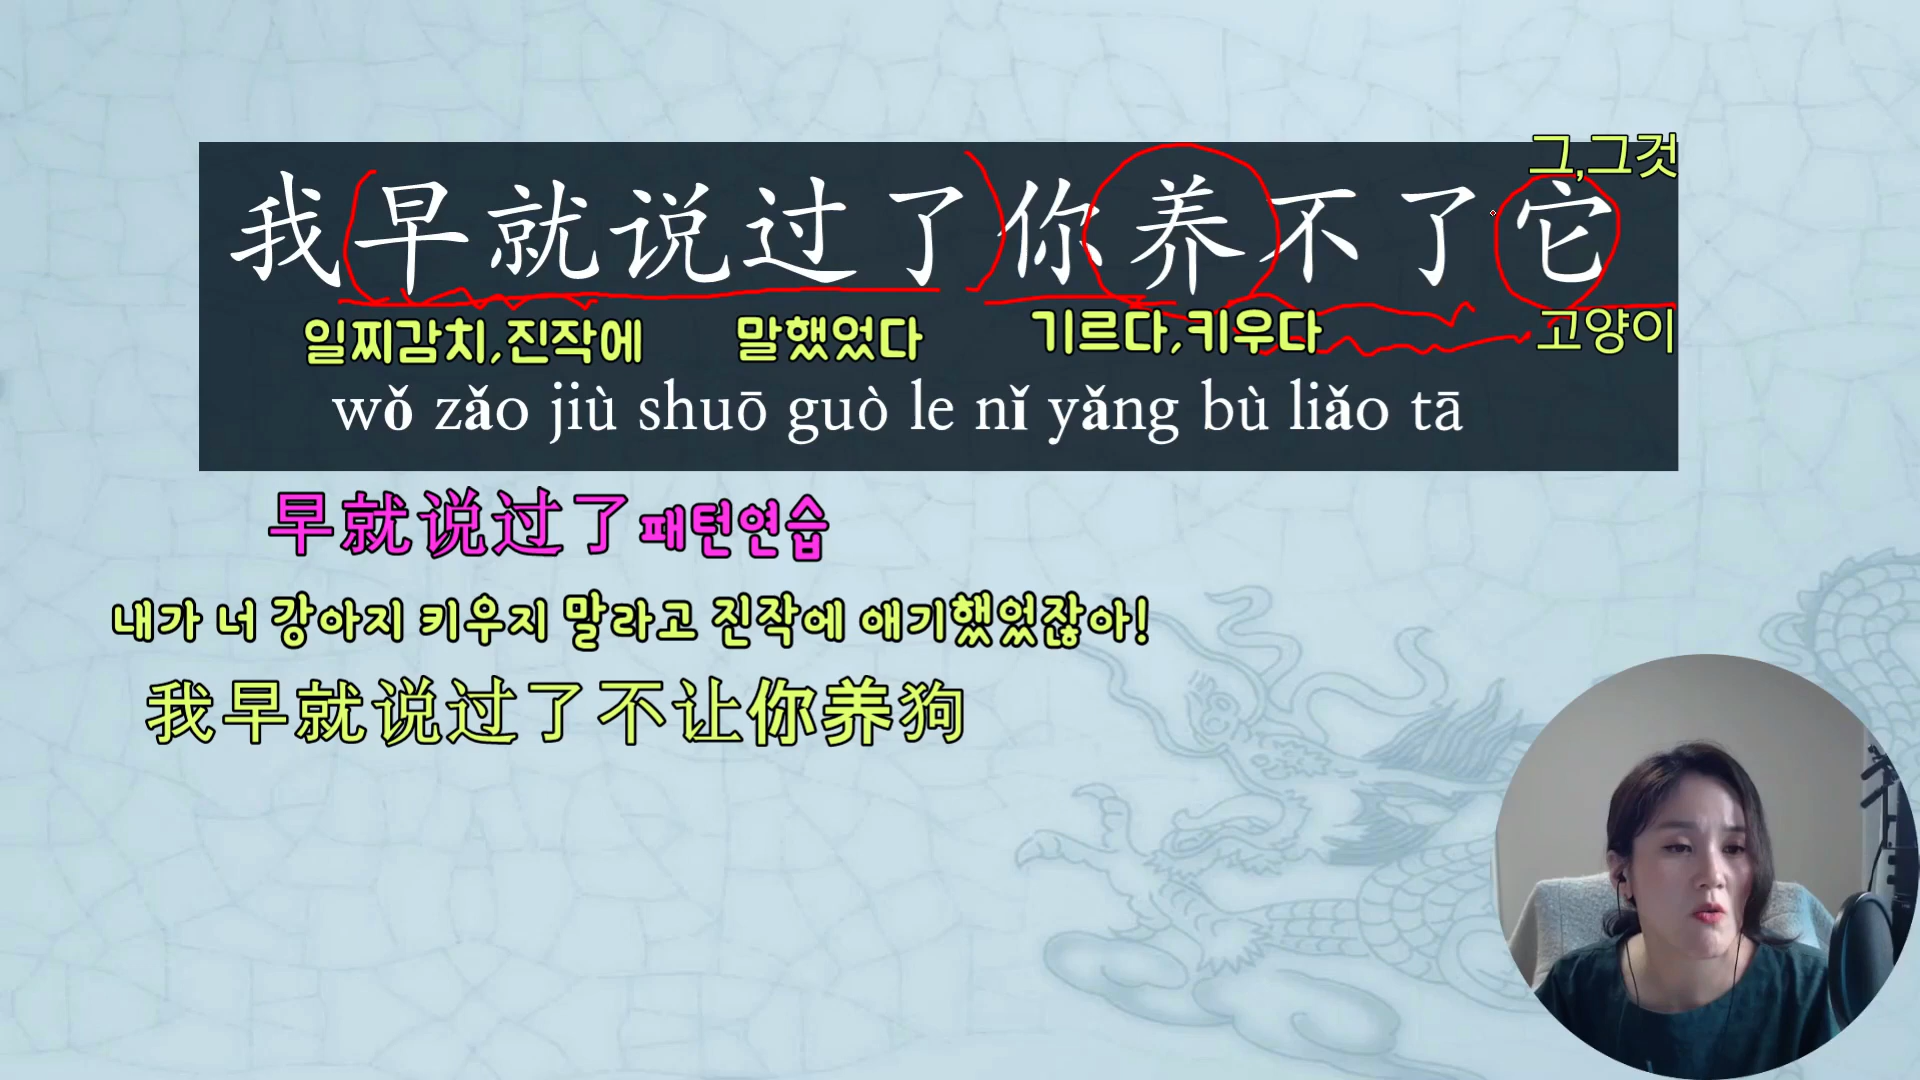 그,그것
我早就说过了你养不了它
일찌감치,진작에 말했었다 기르다,키우다 고양이
wǒ zǎo jiù shuō guò le nǐ yǎng bù liǎo tā
早就说过了패턴연습
내가 너 강아지 키우지 말라고 진작에 얘기했었잖아!
我早就说过了不让你养狗